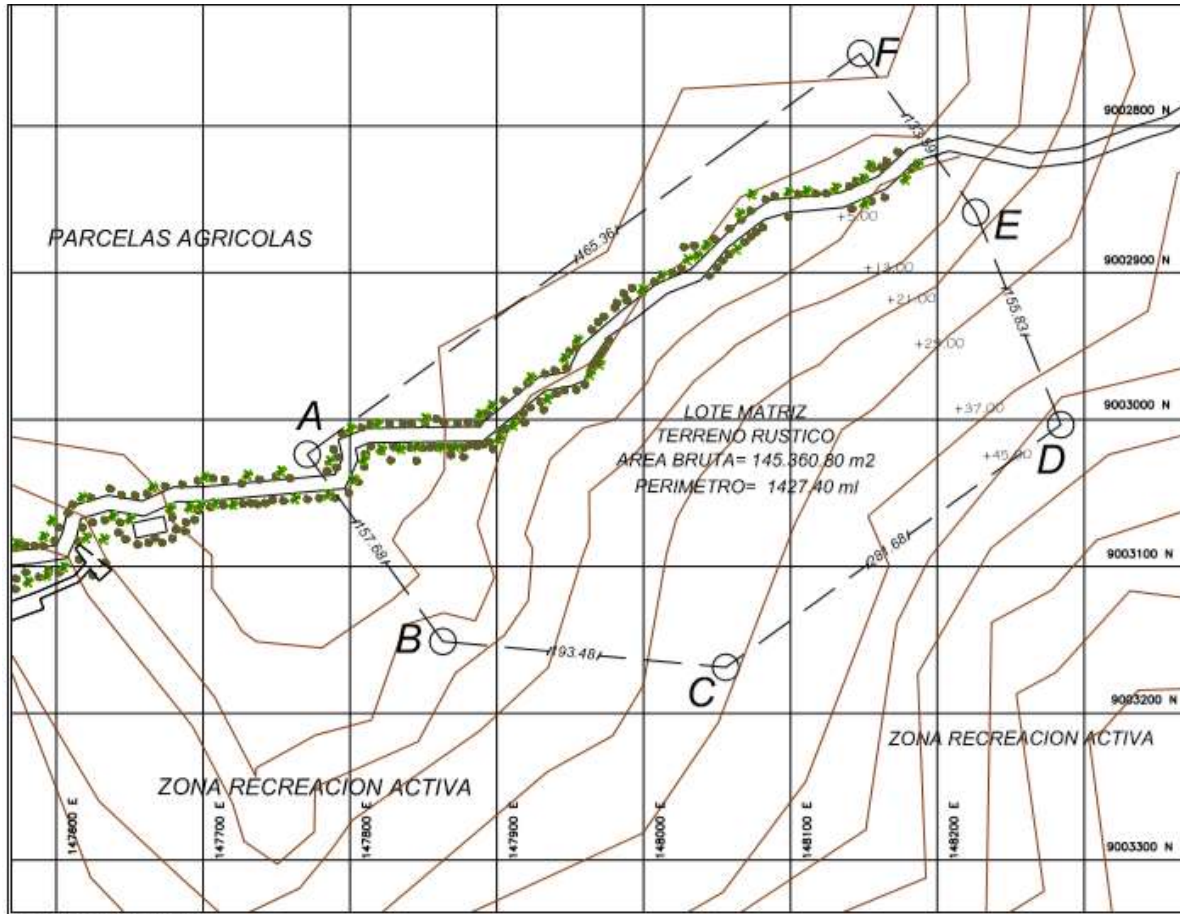 F
9002800 N
133.99
PARCELAS AGRICOLAS
465.36
+5.00
E
9002900 N
+13.00
+21.00
155.83
+29.00
A
LOTE MATRIZ
+37.00
9003000 N
TERRENO RUSTICO
D
AREA BRUTA= 145.360.80 m2
+45.00
PERIMETRO= 1427.40 ml
157.68
281.68
9003100 N
B
193.48
C
9003200 N
ZONA RECREACION ACTIVA
ZONA RECREACION ACTIVA
147600 E
147700 E
147800 E
147900 E
148000 E
148100 E
148200 E
9003300 N